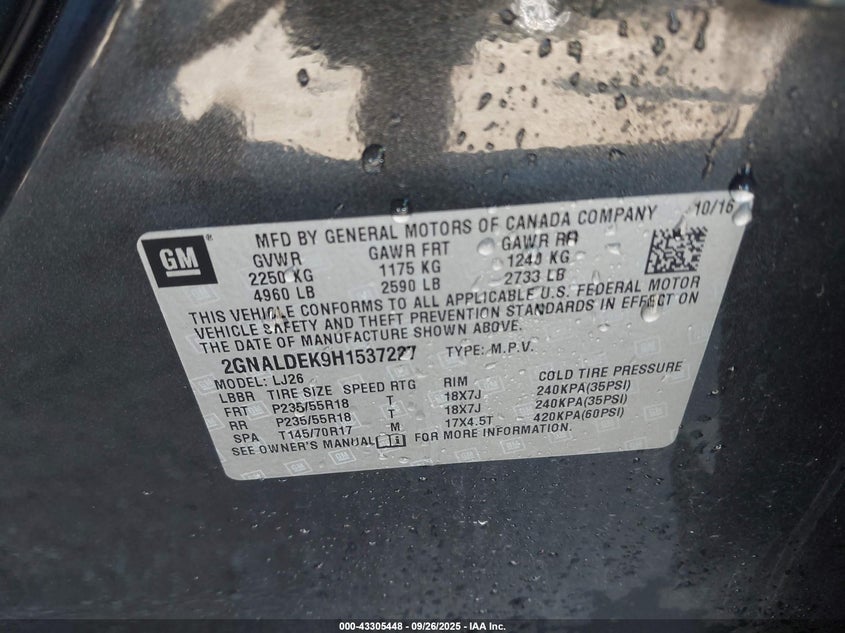 GM®
MFD BY GENERAL MOTORS OF CANADA COMPANY 10/16
GVWR GAWR FRT GAWR RR
2250 KG 1175 KG 1240 KG
4960 LB 2590 LB 2733 LB
THIS VEHICLE CONFORMS TO ALL APPLICABLE U.S. FEDERAL MOTOR
VEHICLE SAFETY AND THEFT PREVENTION STANDARDS IN EFFECT ON
THE DATE OF MANUFACTURE SHOWN ABOVE.
2GNALDEK9H1537227 TYPE: M.P.V.
MODEL: LJ26
LBBR TIRE SIZE SPEED RTG RIM COLD TIRE PRESSURE
FRT P235/55R18 T 18X7J 240KPA(35PSI)
RR P235/55R18 T 18X7J 240KPA(35PSI)
SPA T145/70R17 M 17X4.5T 420KPA(60PSI)
SEE OWNER'S MANUAL FOR MORE INFORMATION.
000-43305448 - 09/26/2025 - IAA Inc.